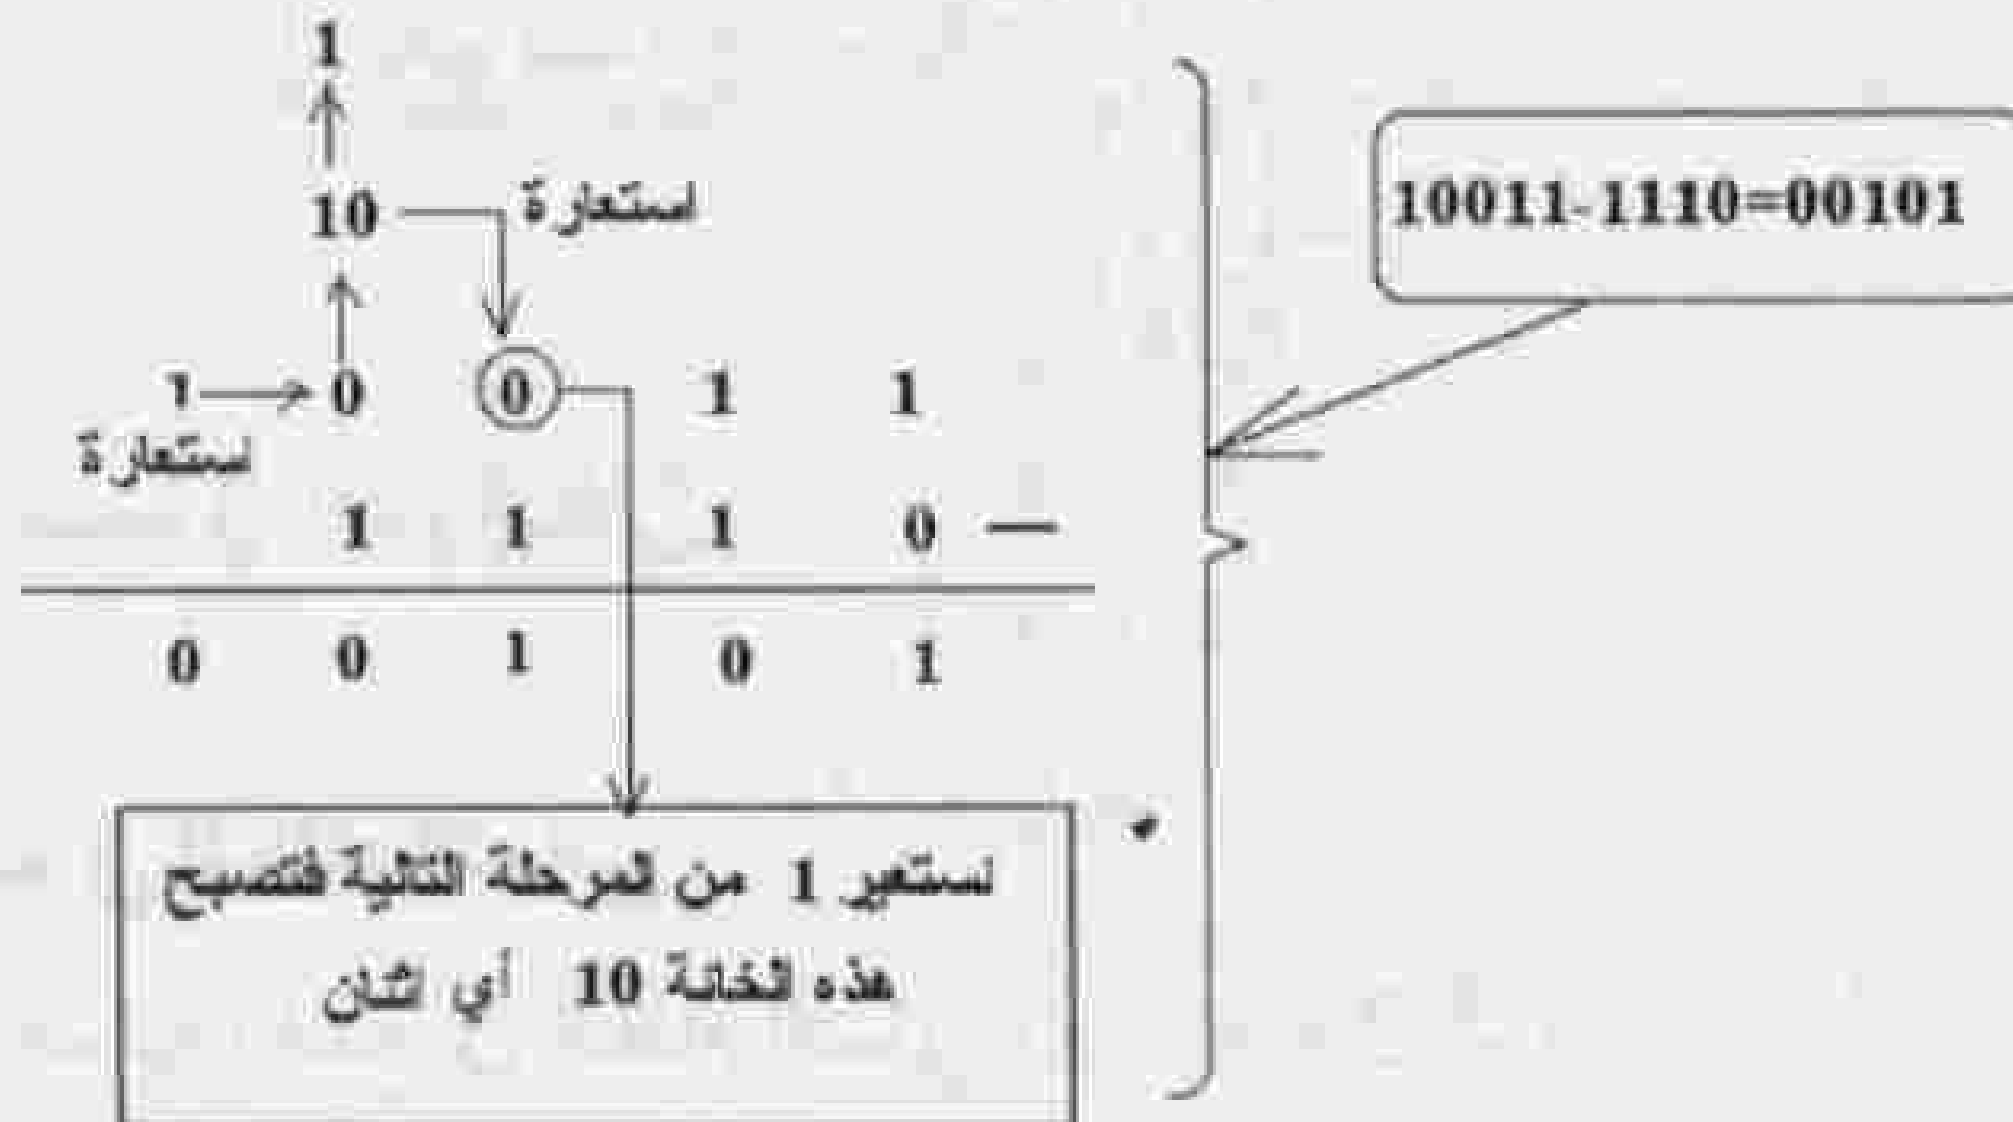 1
10 استعارة
10011-1110=00101
1 0 0 1 1
استعارة
1 1 1 0 —
0 0 1 0 1
نستعير 1 من المرحلة التالية فتصبح
هذه الخانة 10 أي اثنان